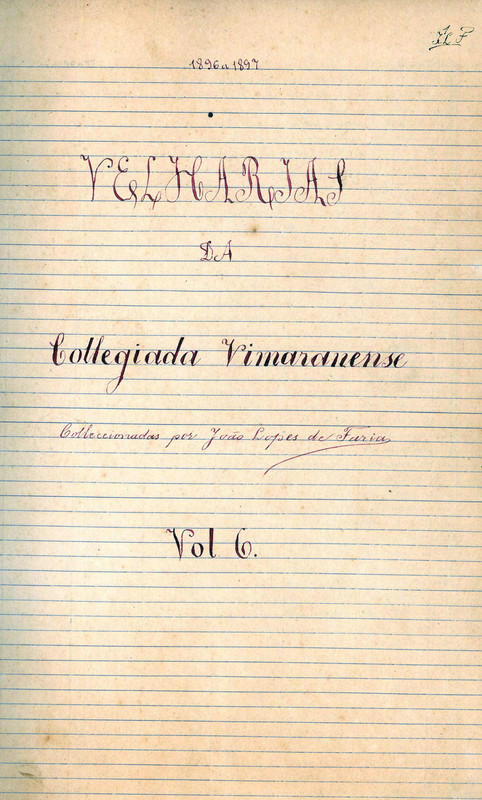 1896 a 1897
VELHARIAS
DA
Collegiada Vimaranense
Colleccionadas por João Lopes de Faria
Vol 6.